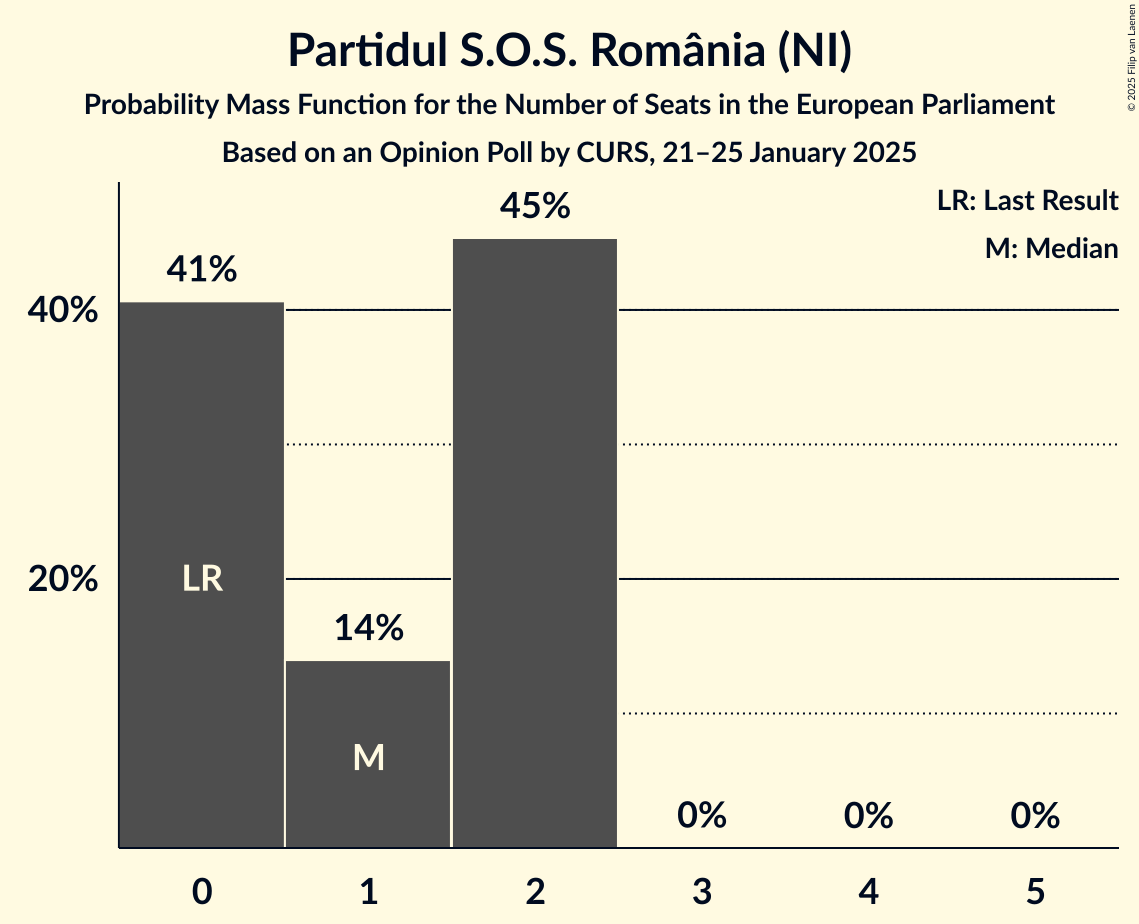 Partidul S.O.S. România (NI)
Probability Mass Function for the Number of Seats in the European Parliament
Based on an Opinion Poll by CURS, 21–25 January 2025
© 2025 Filip van Laenen
LR: Last Result
M: Median
45%
41%
40%
20%
LR
14%
M
0% 0% 0%
0 1 2 3 4 5